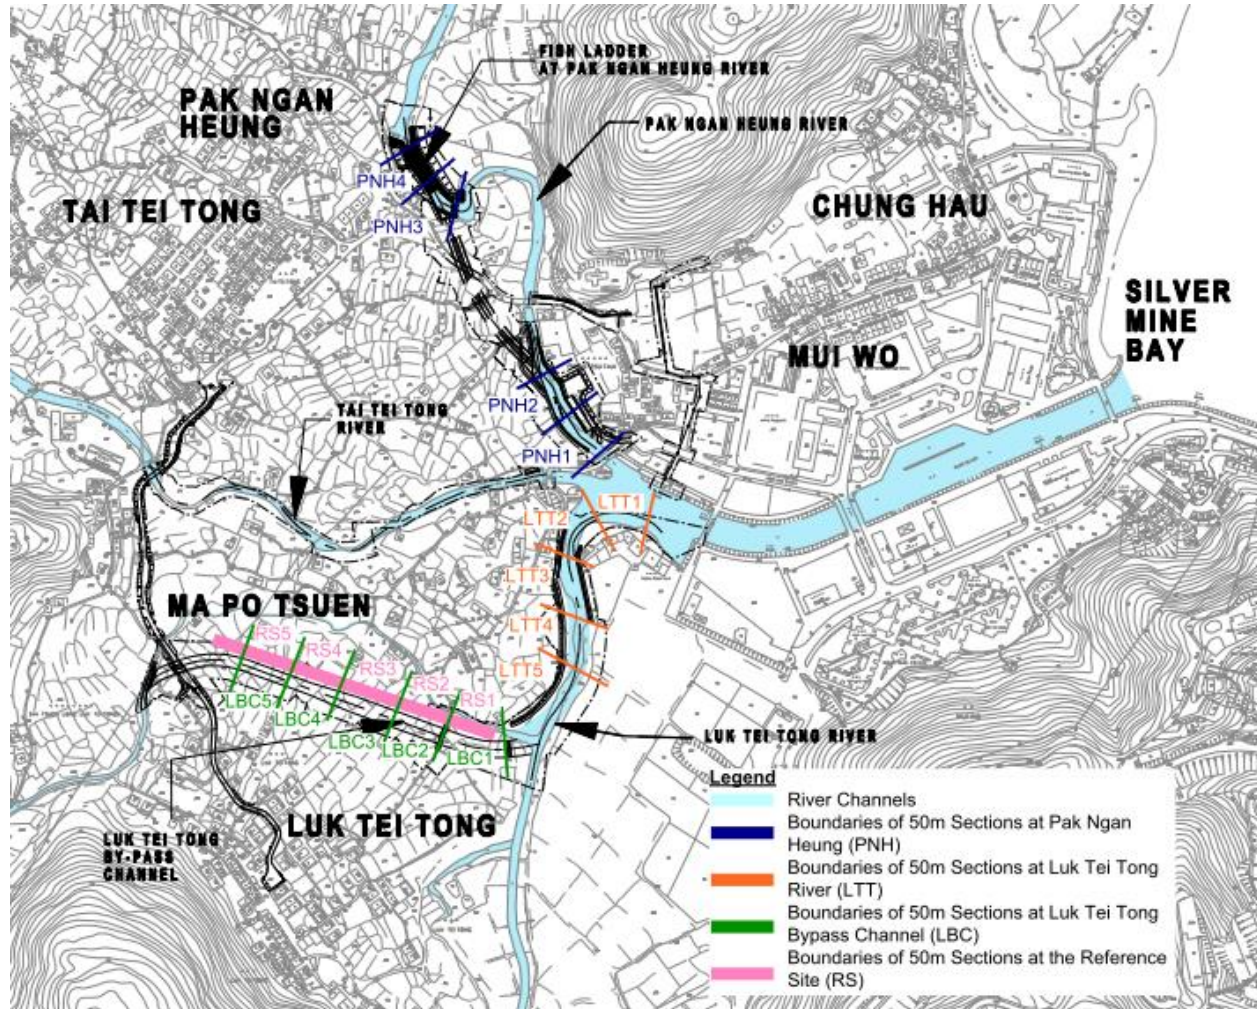 FISH LADDER
AT PAK NGAN HEUNG RIVER
PAK NGAN
HEUNG
PAK NGAN HEUNG RIVER
PNH4
TAI TEI TONG
CHUNG HAU
PNH3
SILVER
MINE
BAY
MUI WO
PNH2
TAI TEI TONG
RIVER
PNH1
LTT1
LTT2
LTT3
MA PO TSUEN
LTT4
RS5
RS4
RS3
LTT5
RS2
RS1
LBC5
LBC4
LBC3
LBC2
LBC1
LUK TEI TONG RIVER
LUK TEI TONG
LUK TEI TONG
BY-PASS
CHANNEL
Legend
River Channels
Boundaries of 50m Sections at Pak Ngan
Heung (PNH)
Boundaries of 50m Sections at Luk Tei Tong
River (LTT)
Boundaries of 50m Sections at Luk Tei Tong
Bypass Channel (LBC)
Boundaries of 50m Sections at the Reference
Site (RS)